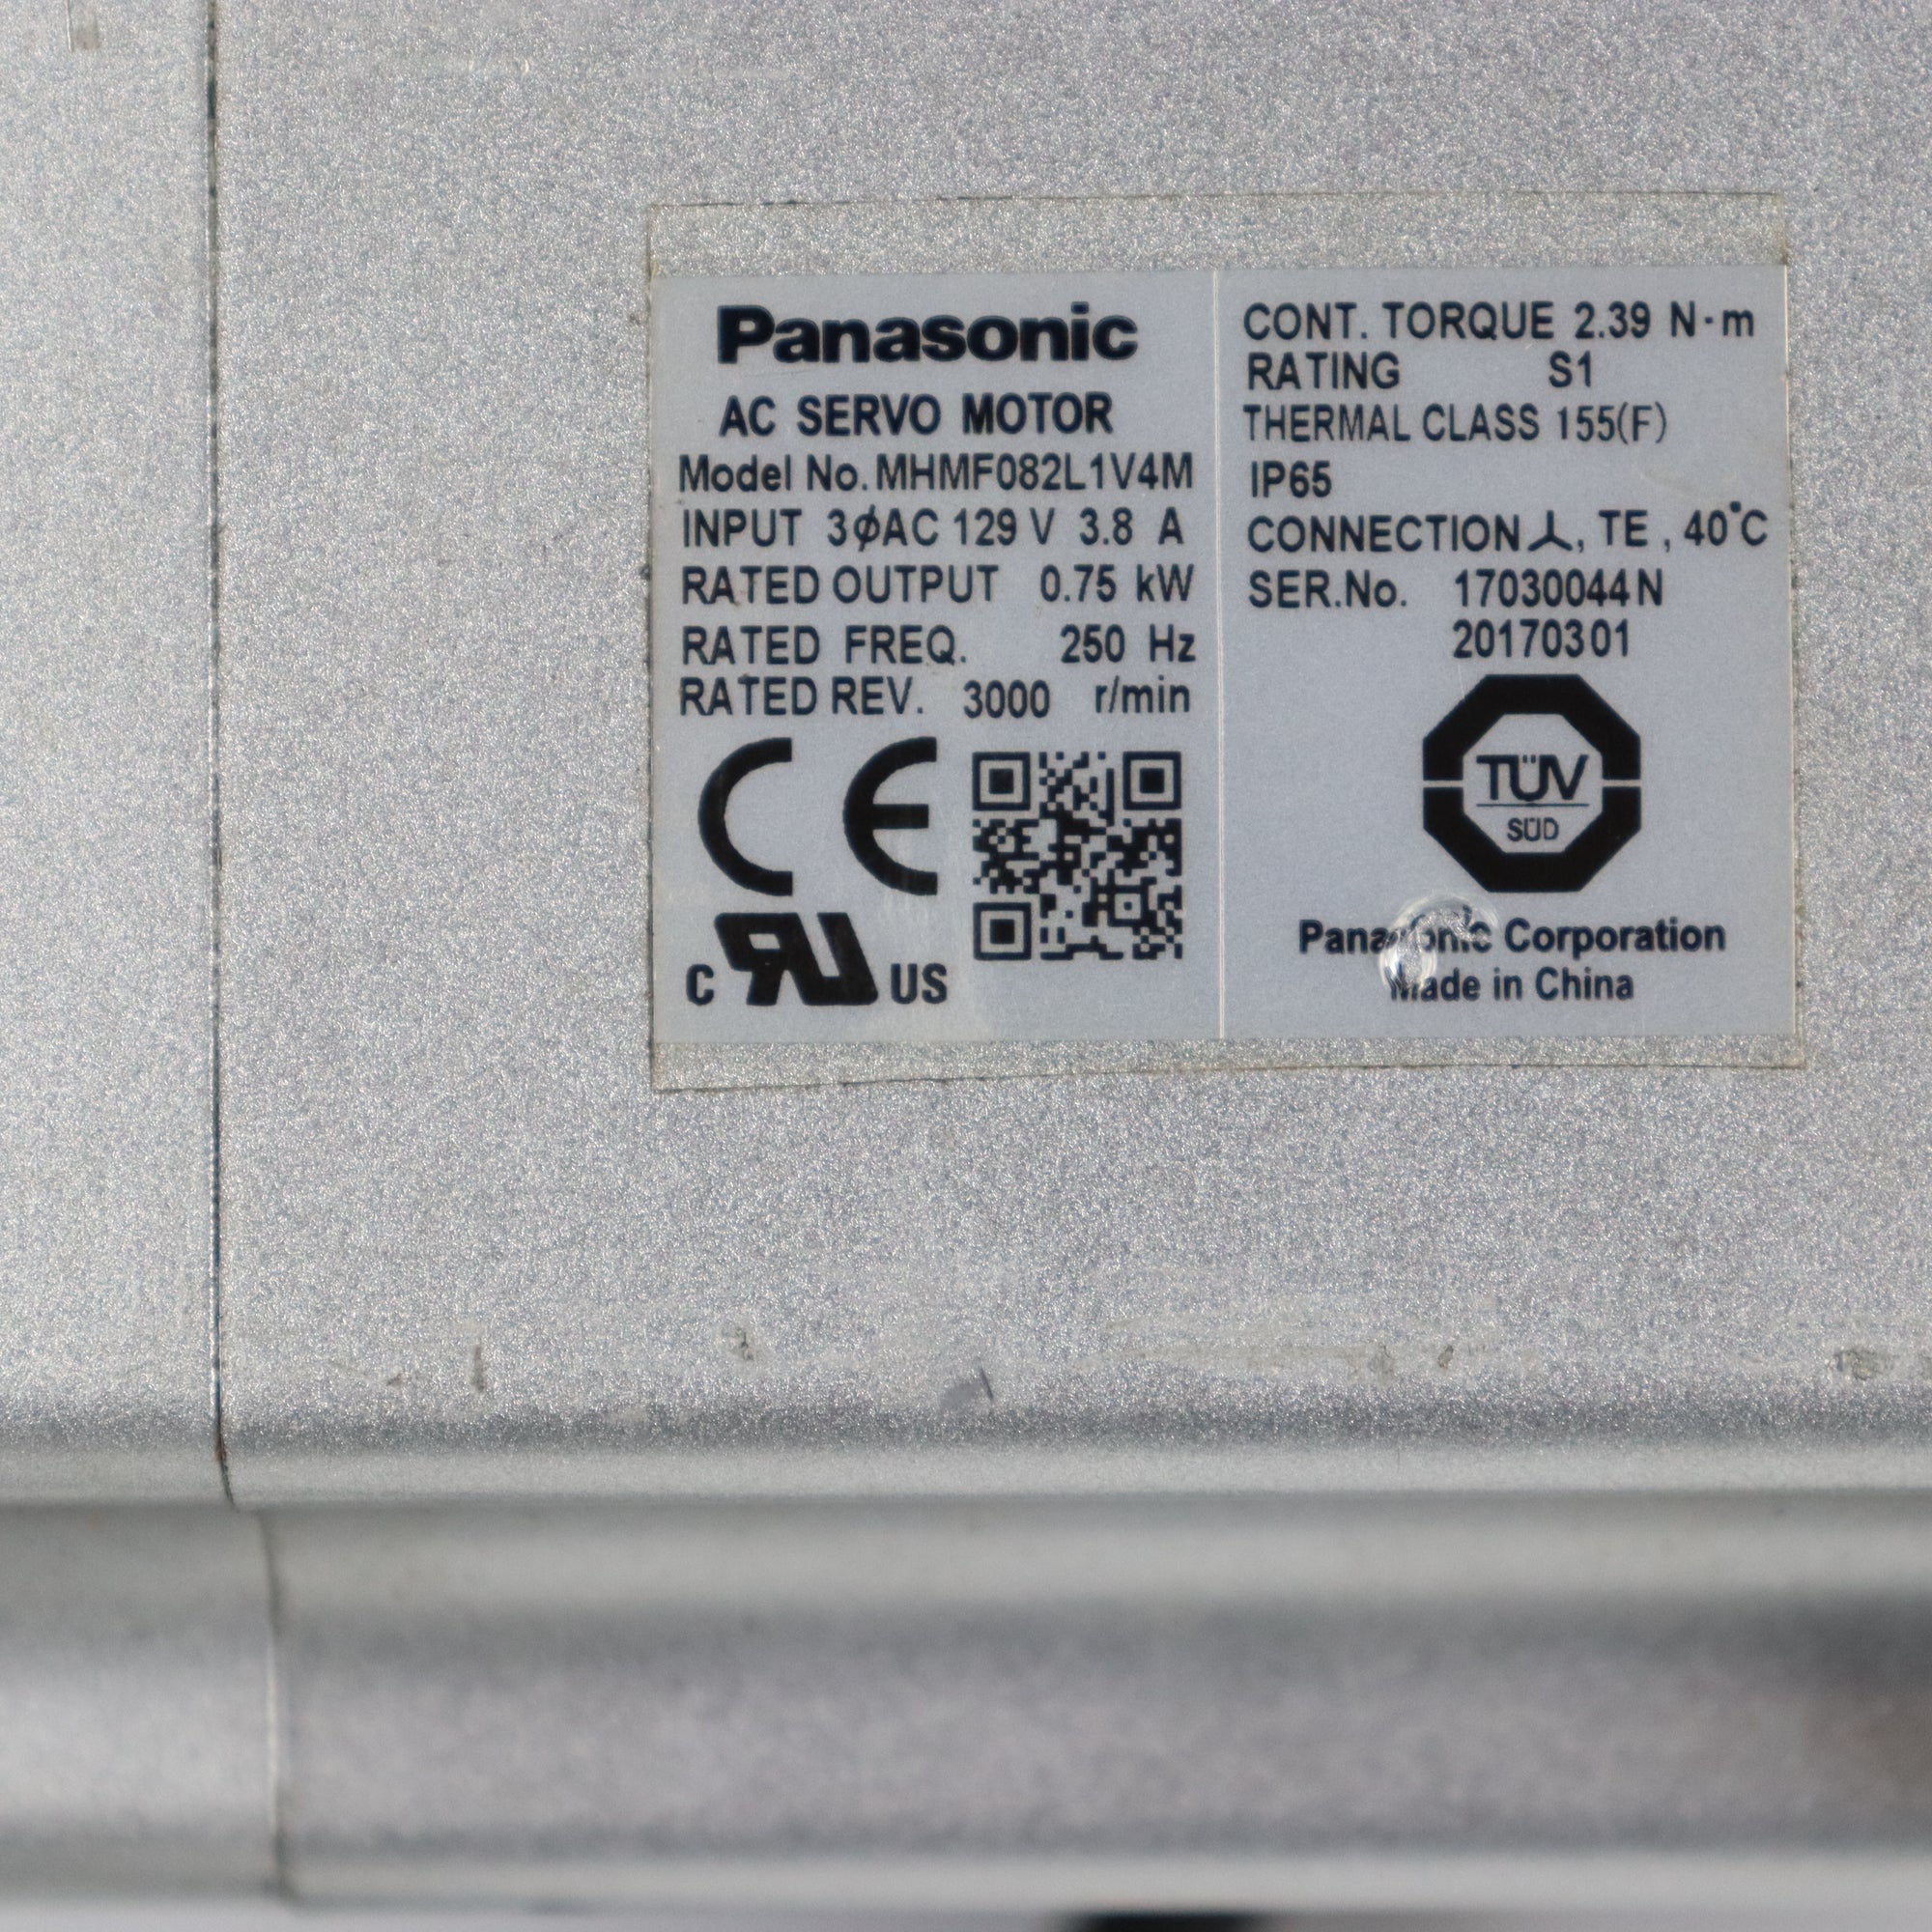 Panasonic
AC SERVO MOTOR
Model No. MHMF082L1V4M
INPUT 3ϕAC 129 V 3.8 A
RATED OUTPUT 0.75 kW
RATED FREQ. 250 Hz
RATED REV. 3000 r/min
CE
C RU US
CONT. TORQUE 2.39 N·m
RATING S1
THERMAL CLASS 155(F)
IP65
CONNECTION⅄, TE, 40°C
SER.No. 17030044N
20170301
TÜV
SÜD
Panasonic Corporation
Made in China